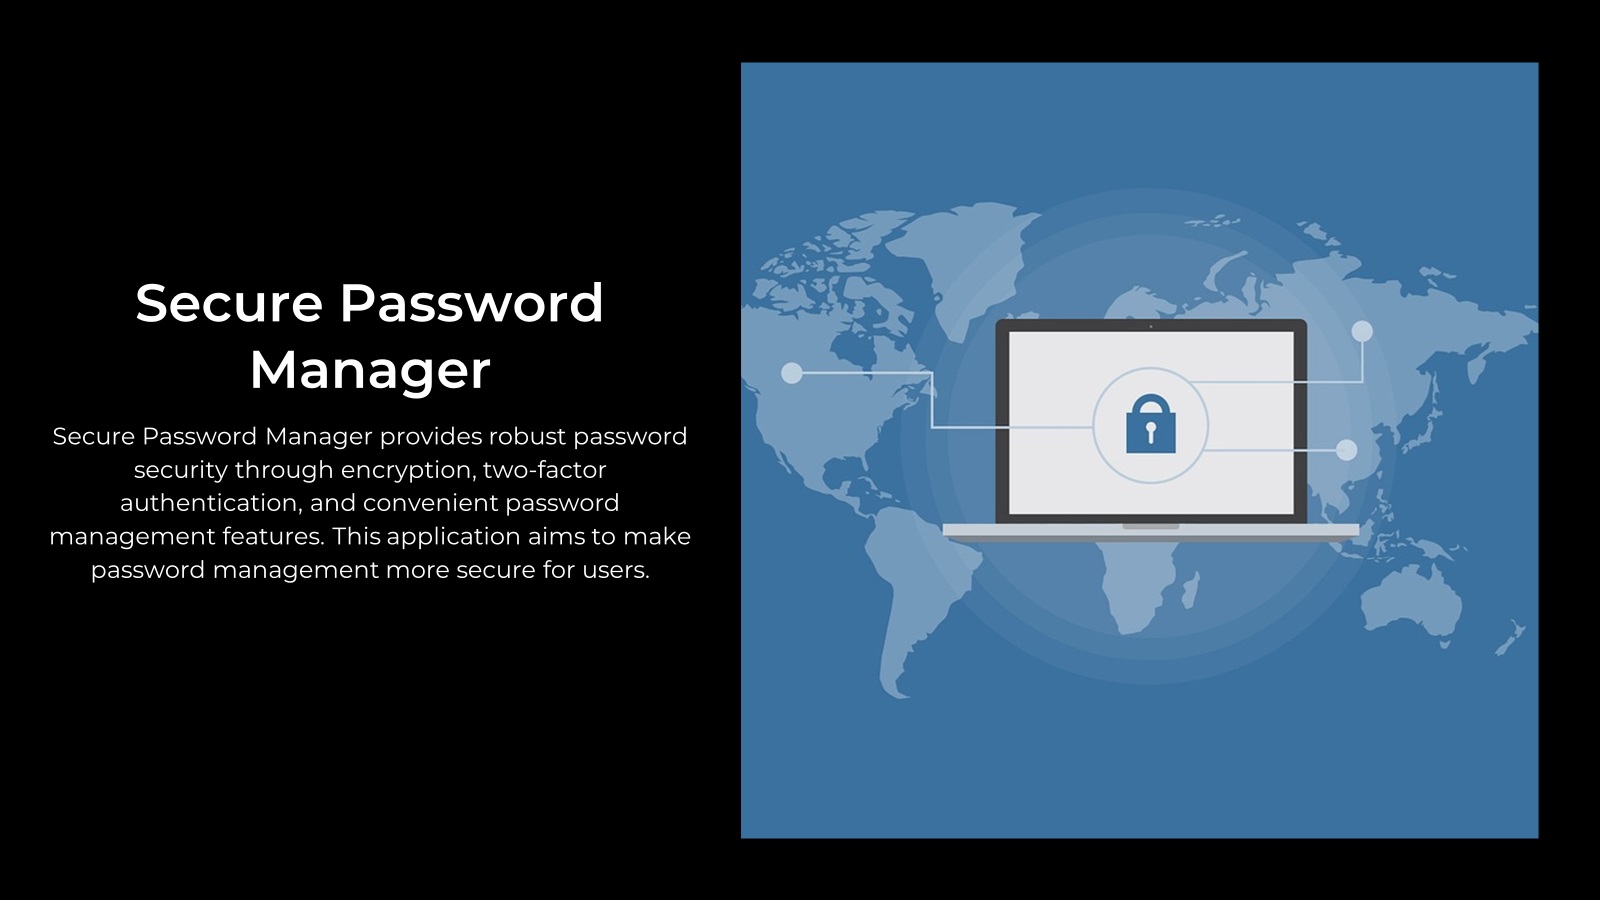 Secure Password
Manager
Secure Password Manager provides robust password
security through encryption, two-factor
authentication, and convenient password
management features. This application aims to make
password management more secure for users.